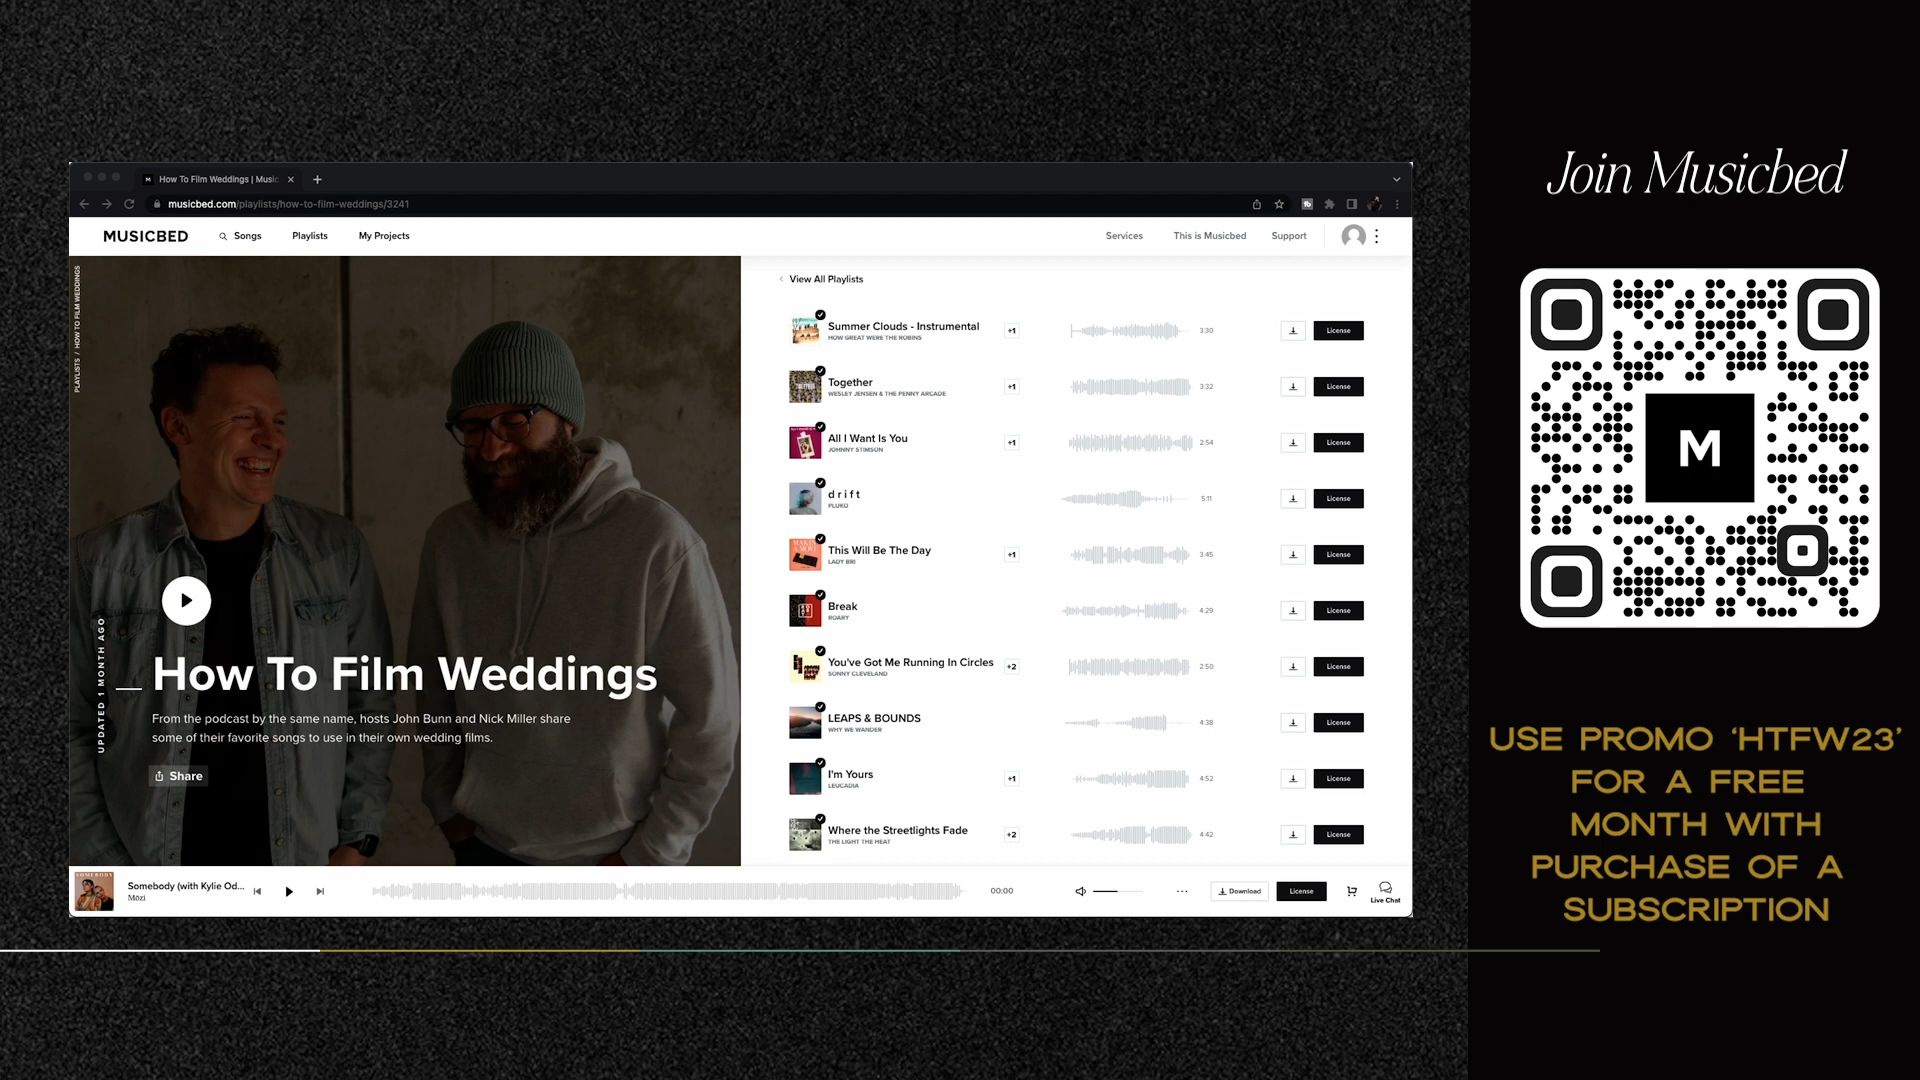 How To Film Weddings | Music
musicbed.com/playlists/how-to-film-weddings/3241
MUSICBED
Songs
Playlists
My Projects
Services
This is Musicbed
Support
PLAYLISTS / HOW TO FILM WEDDINGS
UPDATED 1 MONTH AGO
How To Film Weddings
From the podcast by the same name, hosts John Bunn and Nick Miller share
some of their favorite songs to use in their own wedding films.
Share
View All Playlists
Summer Clouds - Instrumental +1 3:30 License
HOW GREAT WERE THE ROBINS
Together +1 3:32 License
WESLEY JENSEN & THE PENNY ARCADE
All I Want Is You +1 2:54 License
JOHNNY STIMSON
d r i f t 5:11 License
PLUKO
This Will Be The Day +1 3:45 License
LADY BRI
Break 4:29 License
ROARY
You've Got Me Running In Circles +2 2:50 License
SONNY CLEVELAND
LEAPS & BOUNDS 4:38 License
WHY WE WANDER
I'm Yours +1 4:52 License
LEUCADIA
Where the Streetlights Fade +2 4:42 License
THE LIGHT THE HEAT
SOMEBODY
Somebody (with Kylie Od...
Mözi
00:00
Download
License
Live Chat
Join Musicbed
M
USE PROMO ‘HTFW23’
FOR A FREE
MONTH WITH
PURCHASE OF A
SUBSCRIPTION